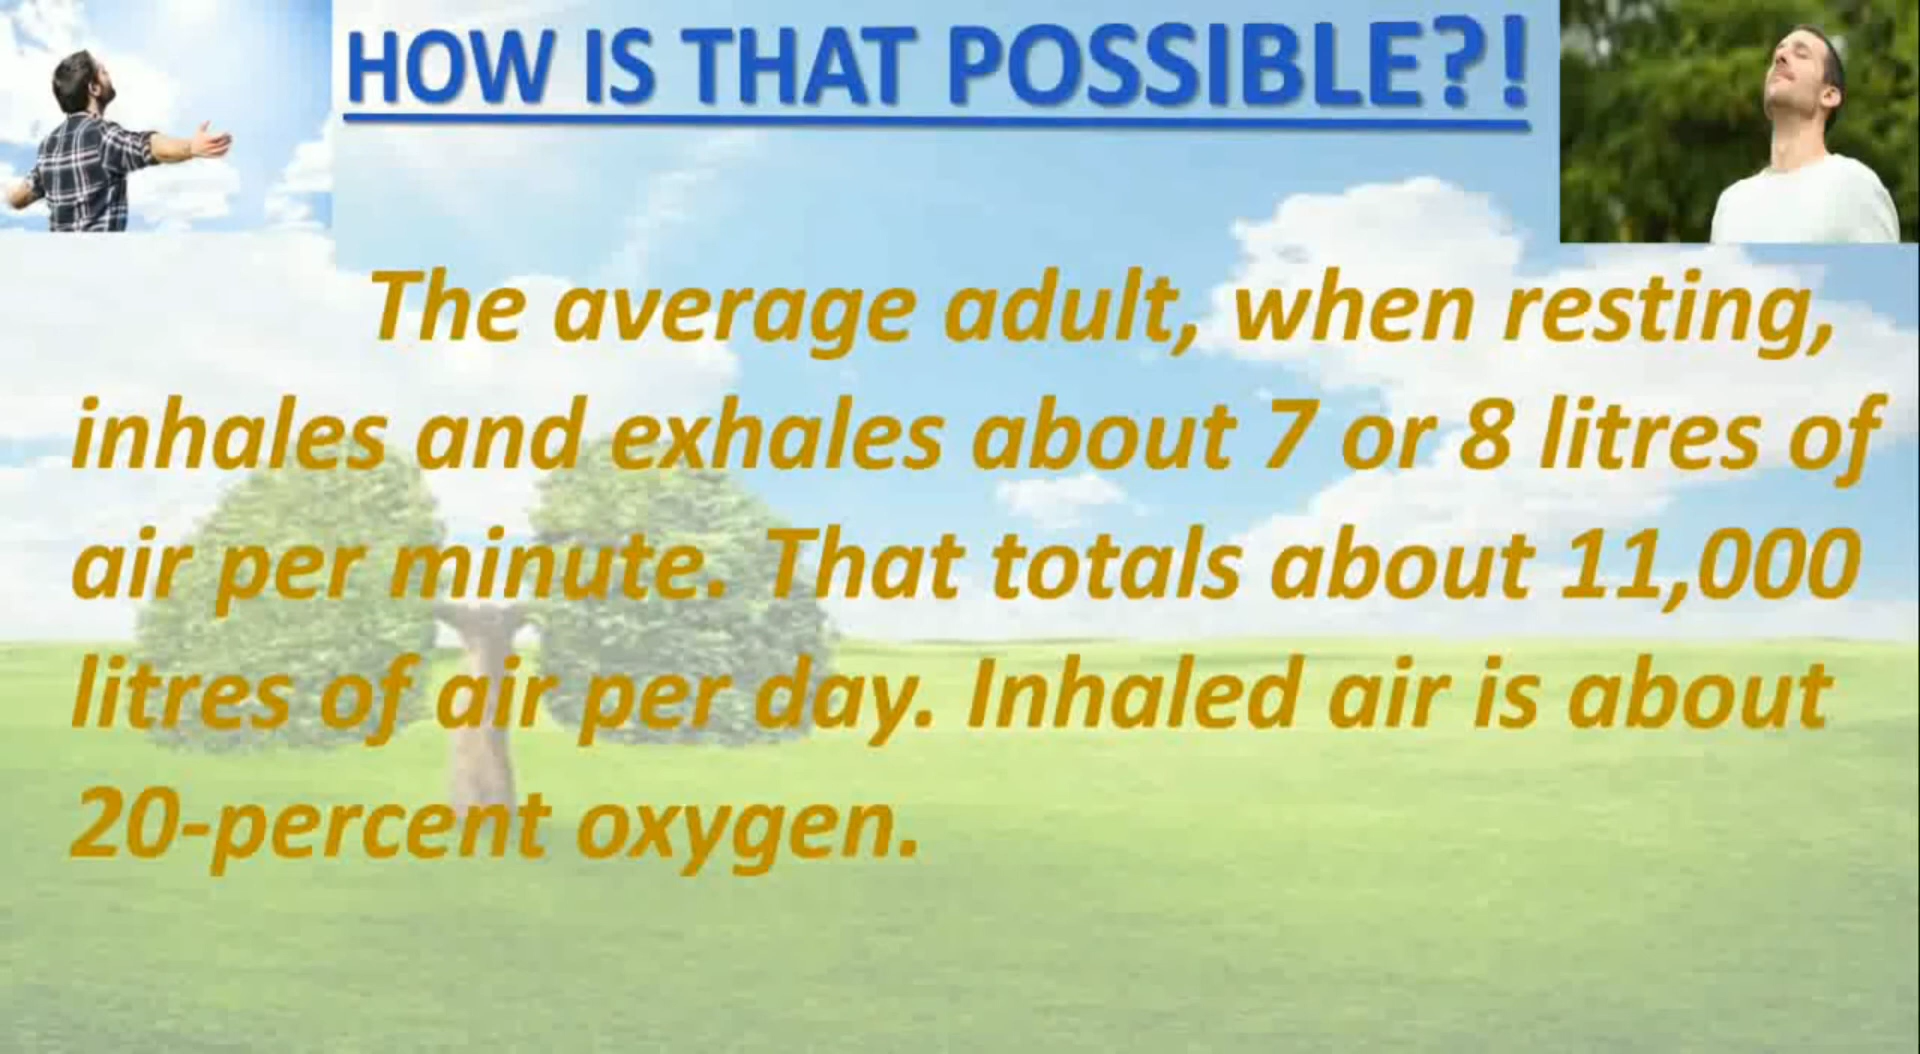 HOW IS THAT POSSIBLE?!
The average adult, when resting,
inhales and exhales about 7 or 8 litres of
air per minute. That totals about 11,000
litres of air per day. Inhaled air is about
20-percent oxygen.